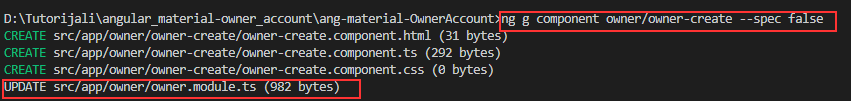 D:\Tutorijali\angular_material-owner_account\ang-material-OwnerAccount>ng g component owner/owner-create --spec false
CREATE src/app/owner/owner-create/owner-create.component.html (31 bytes)
CREATE src/app/owner/owner-create/owner-create.component.ts (292 bytes)
CREATE src/app/owner/owner-create/owner-create.component.css (0 bytes)
UPDATE src/app/owner/owner.module.ts (982 bytes)